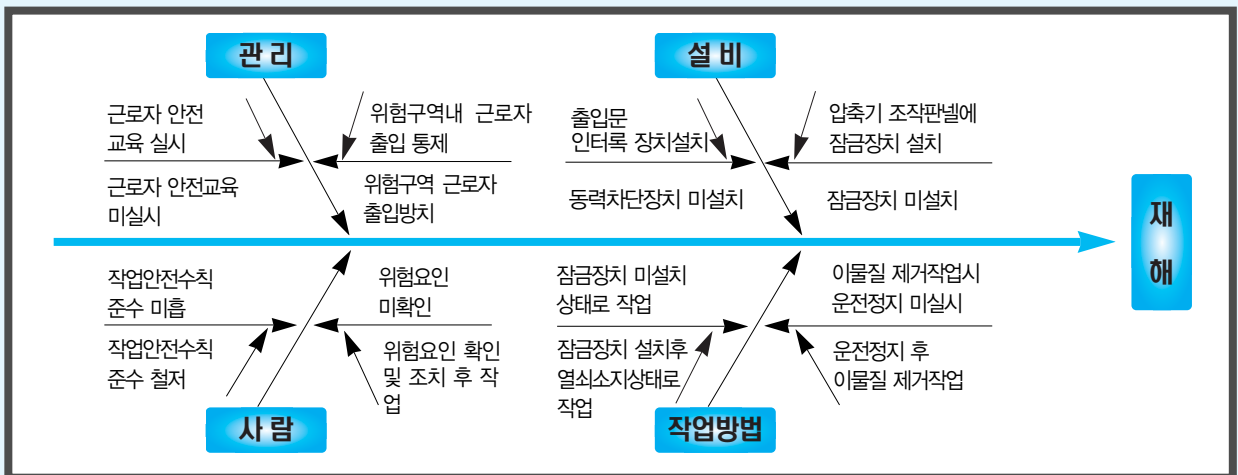 관 리
설 비
근로자 안전
교육 실시
위험구역내 근로자
출입 통제
출입문
인터록 장치설치
압축기 조작판넬에
잠금장치 설치
근로자 안전교육
미실시
위험구역 근로자
출입방치
동력차단장치 미설치
잠금장치 미설치
재
해
작업안전수칙
준수 미흡
위험요인
미확인
잠금장치 미설치
상태로 작업
이물질 제거작업시
운전정지 미실시
작업안전수칙
준수 철저
위험요인 확인
및 조치 후 작
업
잠금장치 설치후
열쇠소지상태로
작업
운전정지 후
이물질 제거작업
사 람
작업방법